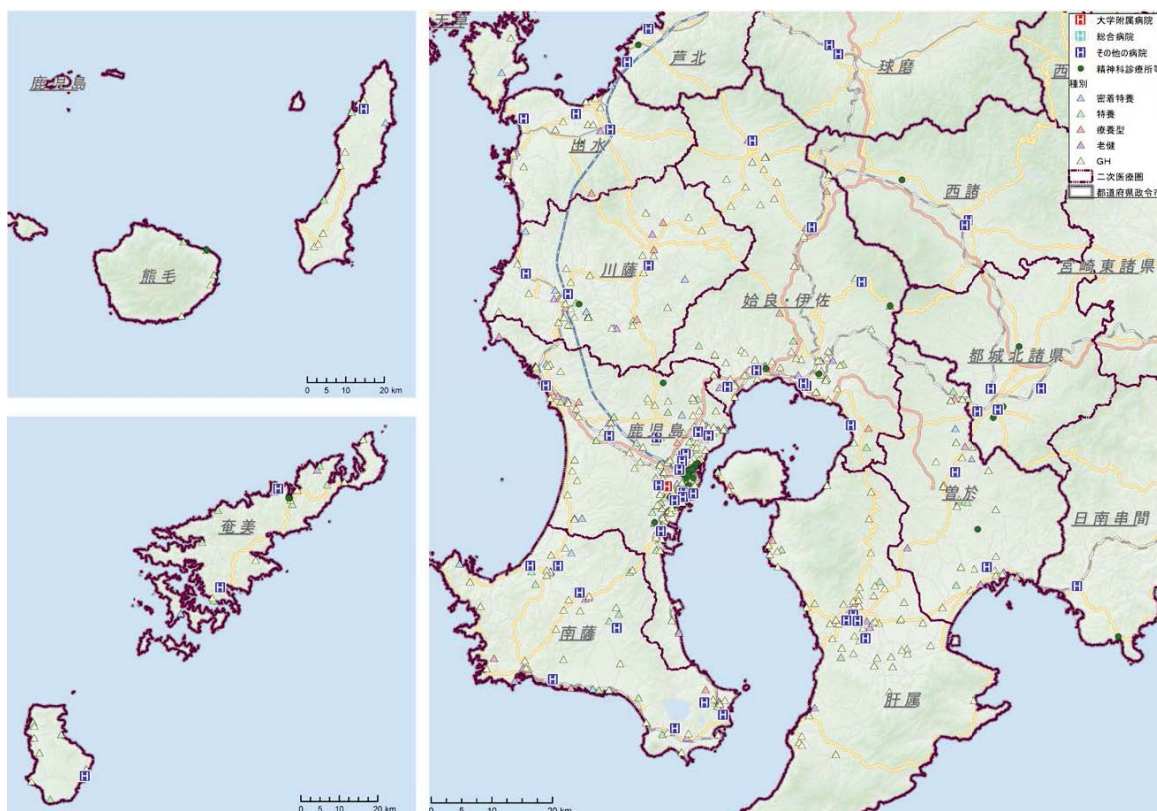 鹿児島
熊毛
0 5 10 20 km
奄美
0 5 10 20 km
天草
芦北
球磨
西
出水
西諸
川薩
宮崎東諸県
姶良・伊佐
都城北諸県
鹿児島
曽於
日南串間
南薩
肝属
0 5 10 20 km
H 大学附属病院
H 総合病院
H その他の病院
精神科診療所等
種別
密着特養
特養
療養型
老健
GH
二次医療圏
都道府県政令市